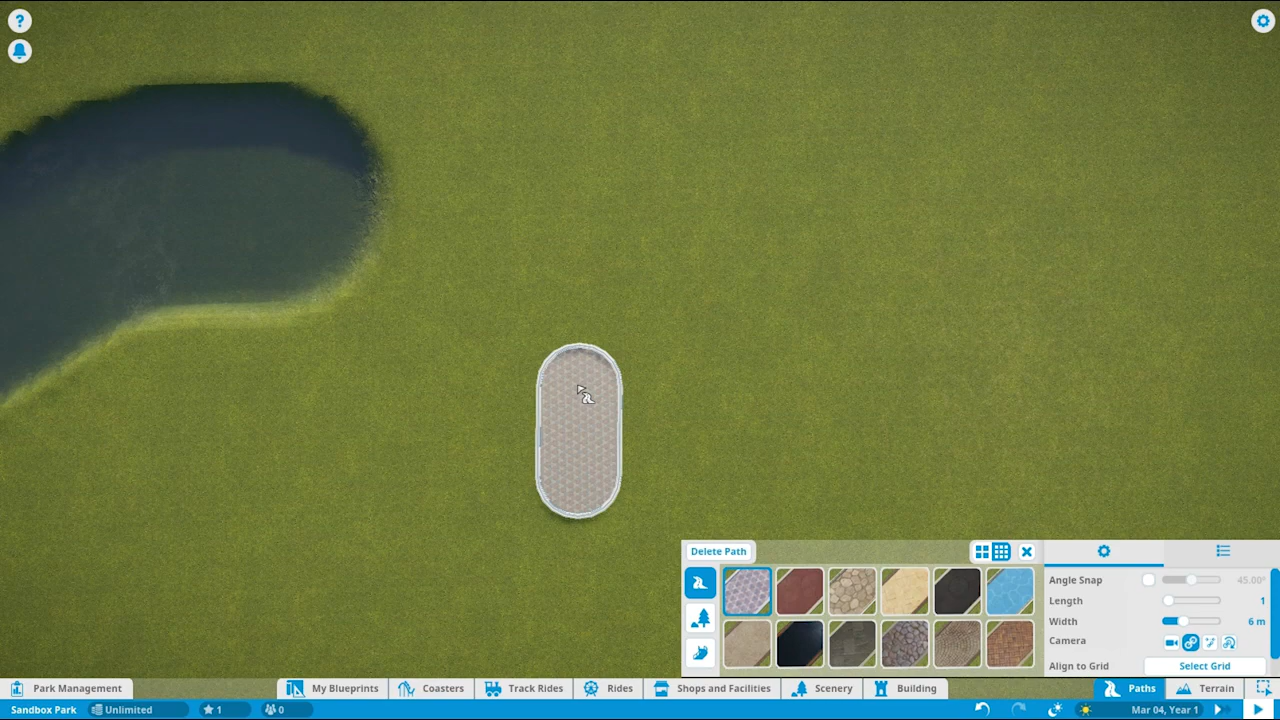 ?
Delete Path
Angle Snap 45.00°
Length 1
Width 6 m
Camera
Align to Grid Select Grid
Park Management My Blueprints Coasters Track Rides Rides Shops and Facilities Scenery Building Paths Terrain
Sandbox Park Unlimited 1 0 Mar 04, Year 1